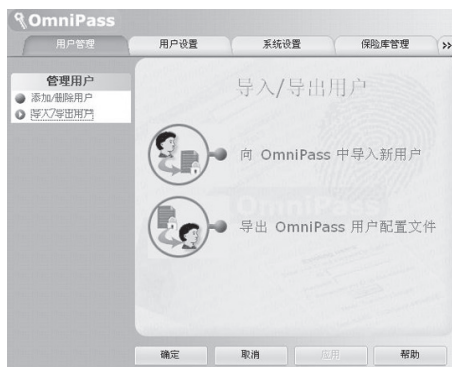 OmniPass
用户管理 用户设置 系统设置 保险库管理 >>
管理用户
添加/删除用户
导入/导出用户
导入/导出用户
向 OmniPass 中导入新用户
OmniPass
导出 OmniPass 用户配置文件
确定 取消 应用 帮助